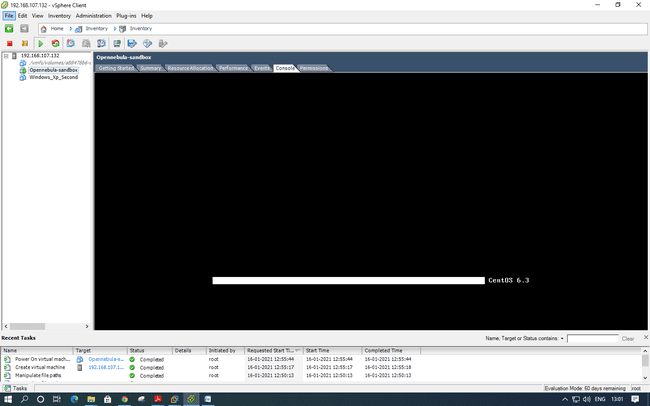 192.168.107.132 - vSphere Client
File Edit View Inventory Administration Plug-ins Help
Home Inventory Inventory
192.168.107.132
Opennebula-sandbox
Windows_Xp_Second
Opennebula-sandbox
Getting Started Summary Resource Allocation Performance Events Console Permissions
CentOS 6.3
Recent Tasks
Name, Target or Status contains: Clear
Name Target Status Details Initiated by Requested Start Ti... Start Time Completed Time
Power On virtual mach... Opennebula-s... Completed root 16-01-2021 12:55:44 16-01-2021 12:55:44 16-01-2021 12:55:44
Create virtual machine 192.168.107.1... Completed root 16-01-2021 12:55:17 16-01-2021 12:55:17 16-01-2021 12:55:18
Manipulate file paths Completed root 16-01-2021 12:50:13 16-01-2021 12:50:13 16-01-2021 12:50:13
Tasks Evaluation Mode: 60 days remaining root
ENG 13:01